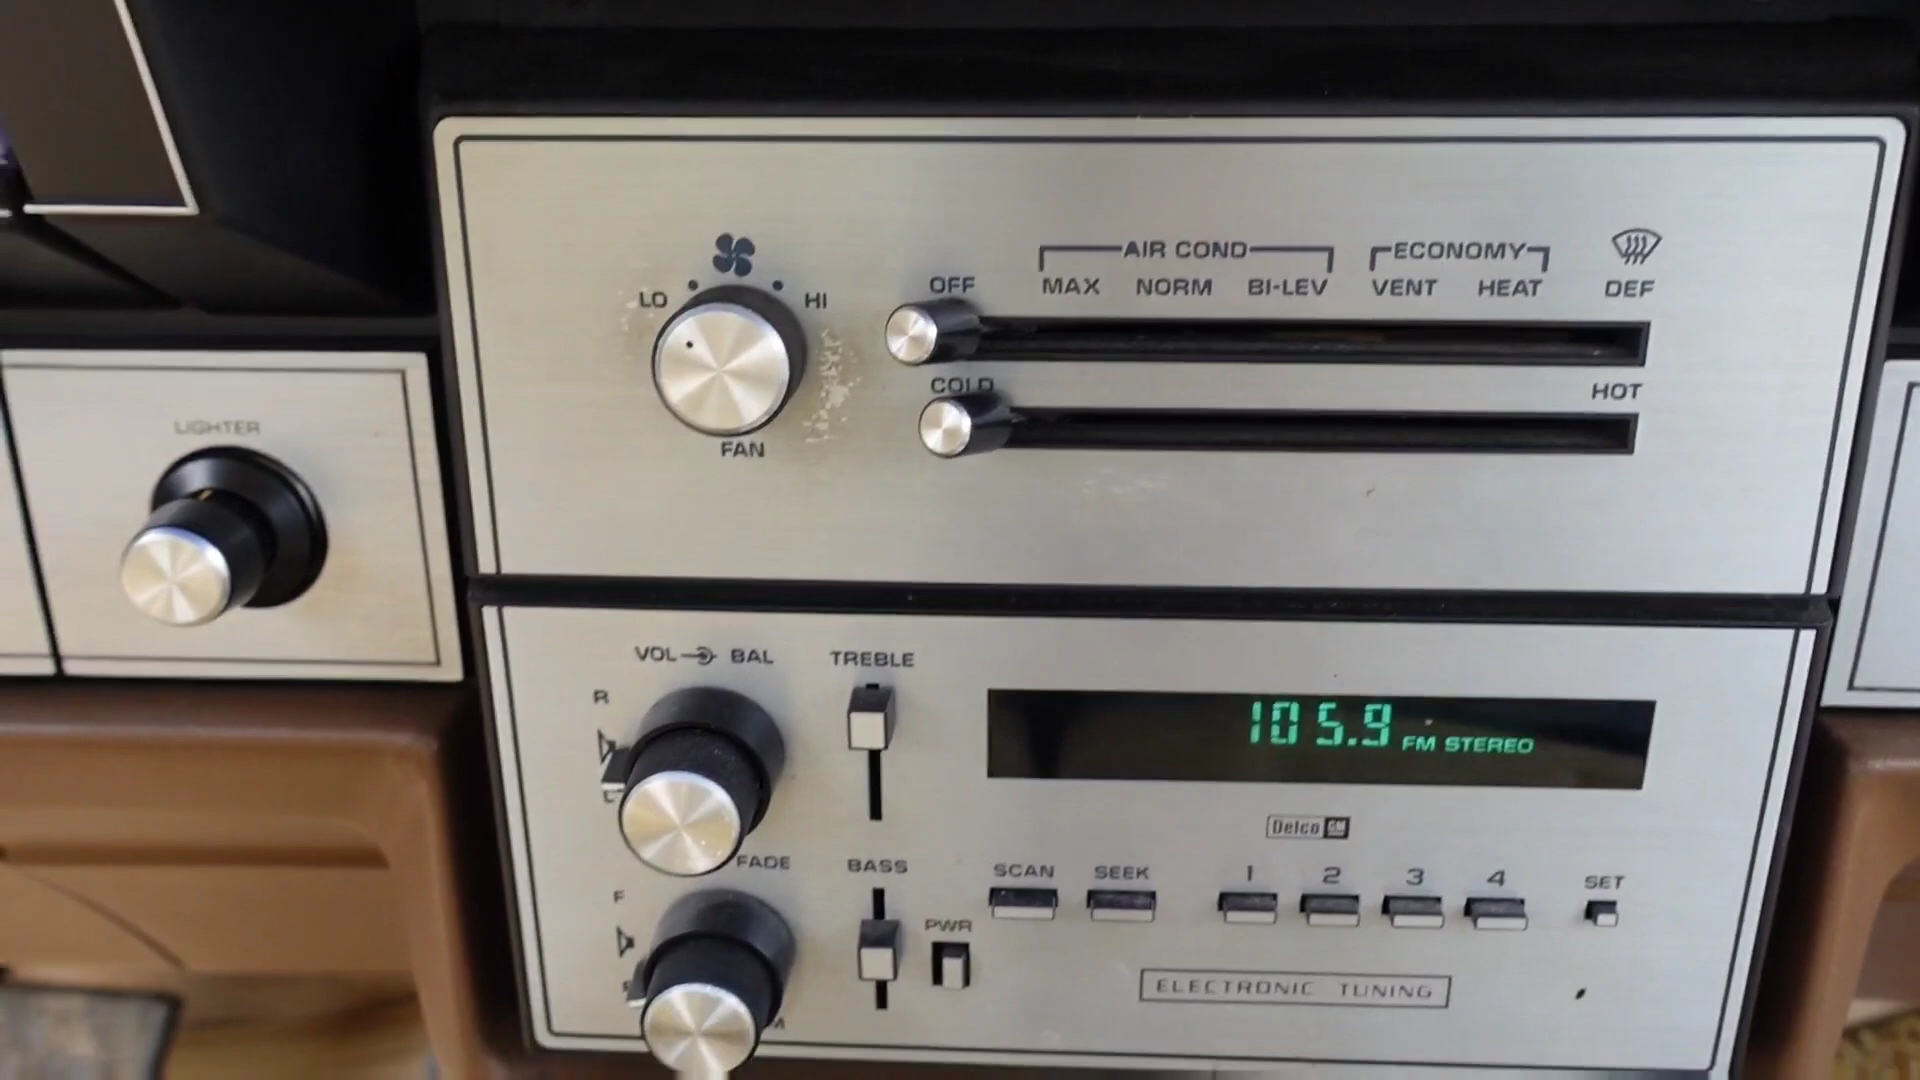 AIR COND
ECONOMY
LO
HI
OFF
MAX NORM BI-LEV VENT HEAT DEF
COLD
HOT
FAN
LIGHTER
VOL BAL TREBLE
R
L
105.9 FM STEREO
Delco GM
FADE BASS
SCAN SEEK 1 2 3 4 SET
F
PWR
ELECTRONIC TUNING